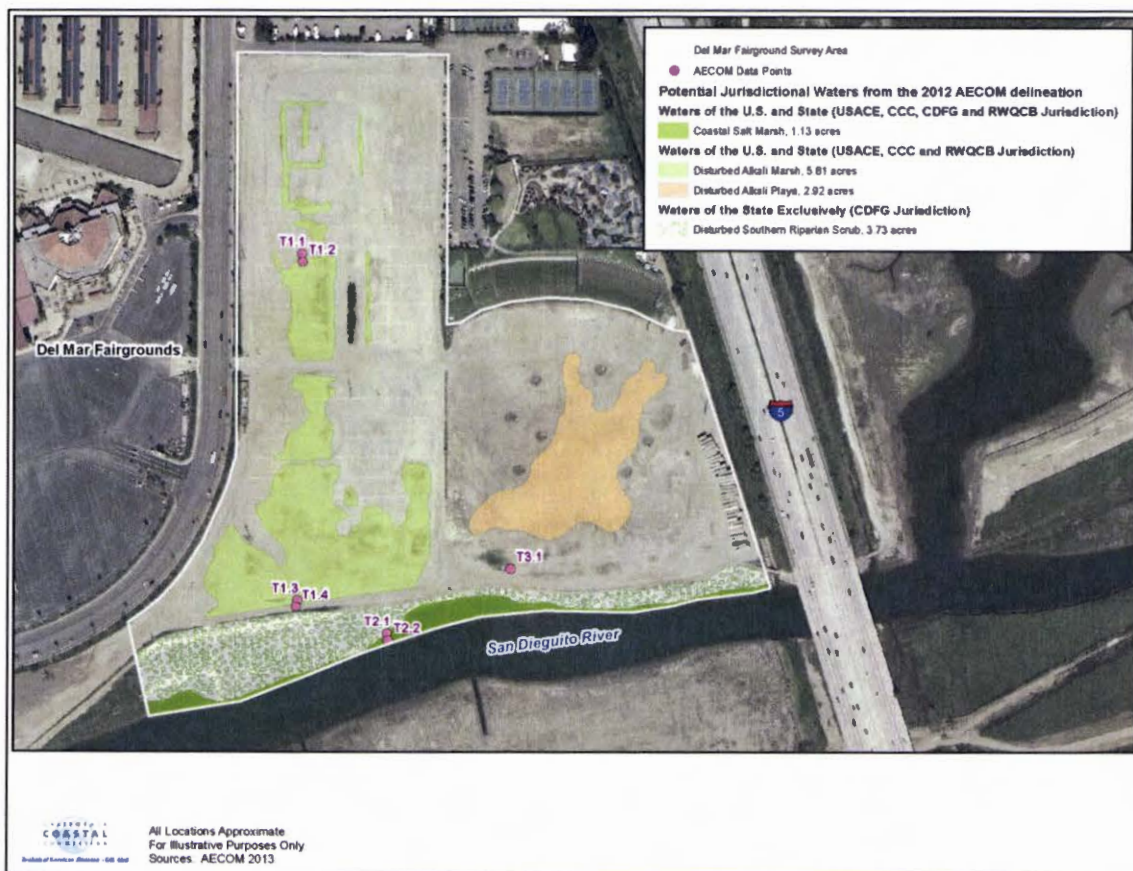 Del Mar Fairground Survey Area
AECOM Data Points
Potential Jurisdictional Waters from the 2012 AECOM delineation
Waters of the U.S. and State (USACE, CCC, CDFG and RWQCB Jurisdiction)
Coastal Salt Marsh, 1.13 acres
Waters of the U.S. and State (USACE, CCC and RWQCB Jurisdiction)
Disturbed Alkali Marsh, 5.81 acres
Disturbed Alkali Playa, 2.92 acres
Waters of the State Exclusively (CDFG Jurisdiction)
Disturbed Southern Riparian Scrub, 3.73 acres
T1.1
T1.2
Del Mar Fairgrounds
5
T3.1
T1.3
T1.4
T2.1
T2.2
San Dieguito River
COASTAL
All Locations Approximate
For Illustrative Purposes Only
Sources: AECOM 2013